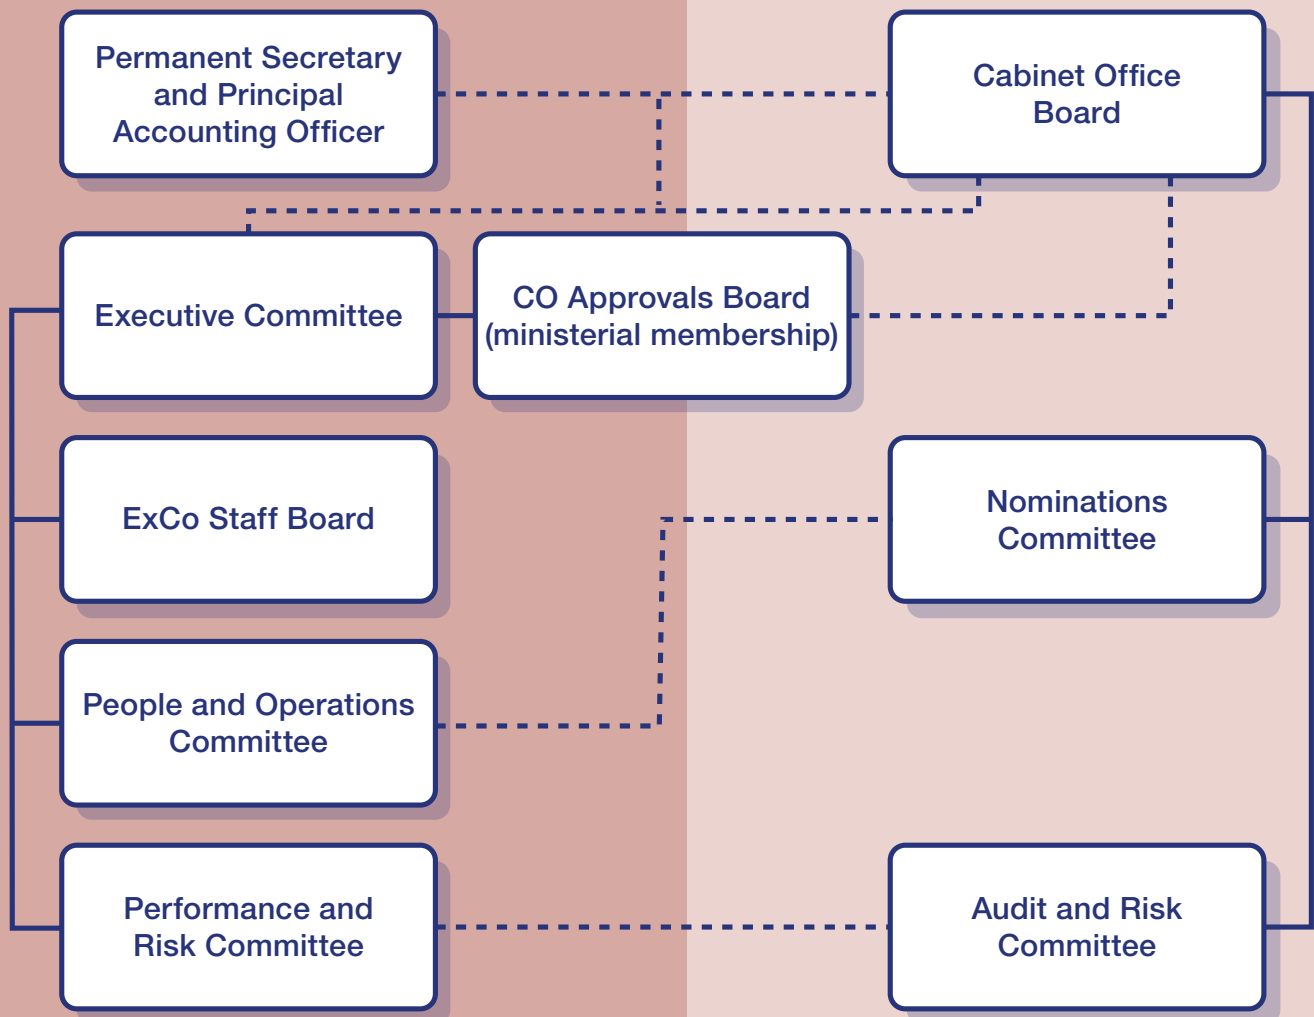 Permanent Secretary
and Principal
Accounting Officer
Cabinet Office
Board
Executive Committee
CO Approvals Board
(ministerial membership)
ExCo Staff Board
Nominations
Committee
People and Operations
Committee
Performance and
Risk Committee
Audit and Risk
Committee